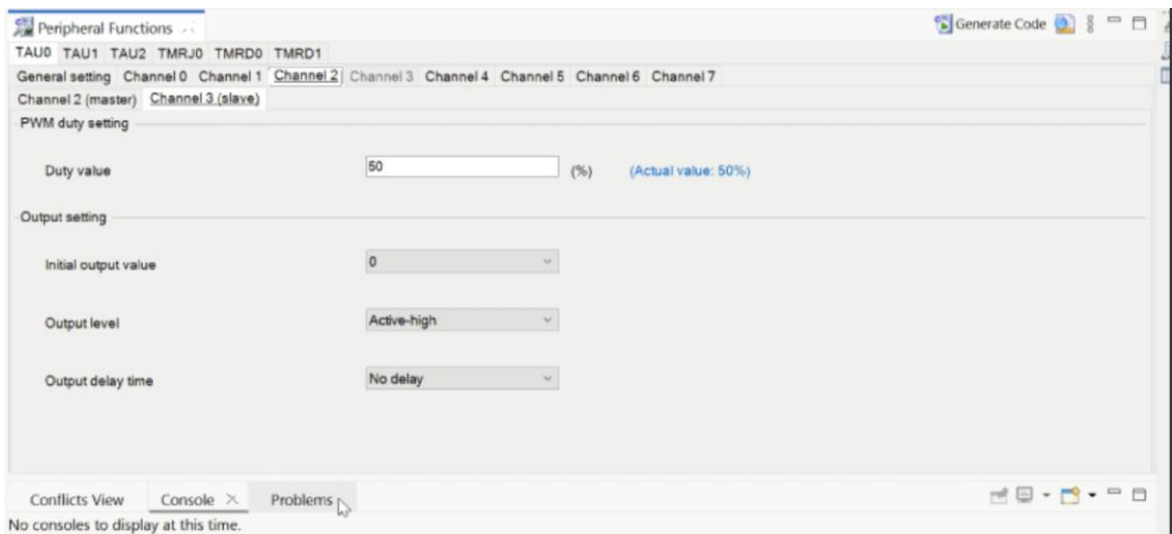 Peripheral Functions
Generate Code
TAU0 TAU1 TAU2 TMRJ0 TMRD0 TMRD1
General setting Channel 0 Channel 1 Channel 2 Channel 3 Channel 4 Channel 5 Channel 6 Channel 7
Channel 2 (master) Channel 3 (slave)
PWM duty setting
Duty value 50 (%) (Actual value: 50%)
Output setting
Initial output value 0
Output level Active-high
Output delay time No delay
Conflicts View Console Problems
No consoles to display at this time.